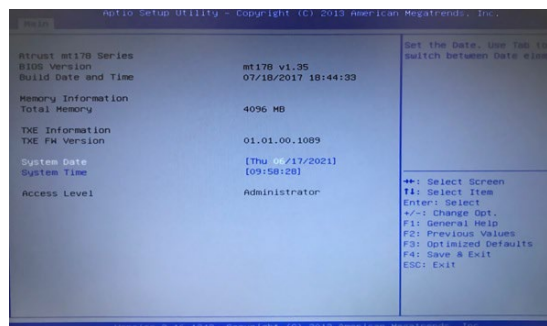 Aptio Setup Utility - Copyright (C) 2013 American Megatrends, Inc.
Main
Atrust mt178 Series
BIOS Version mt178 v1.35
Build Date and Time 07/18/2017 18:44:33
Memory Information
Total Memory 4096 MB
TXE Information
TXE FW Version 01.01.00.1089
System Date [Thu 06/17/2021]
System Time [09:58:28]
Access Level Administrator
Set the Date. Use Tab to
switch between Date
→←: Select Screen
↑↓: Select Item
Enter: Select
+/-: Change Opt.
F1: General Help
F2: Previous Values
F3: Optimized Defaults
F4: Save & Exit
ESC: Exit